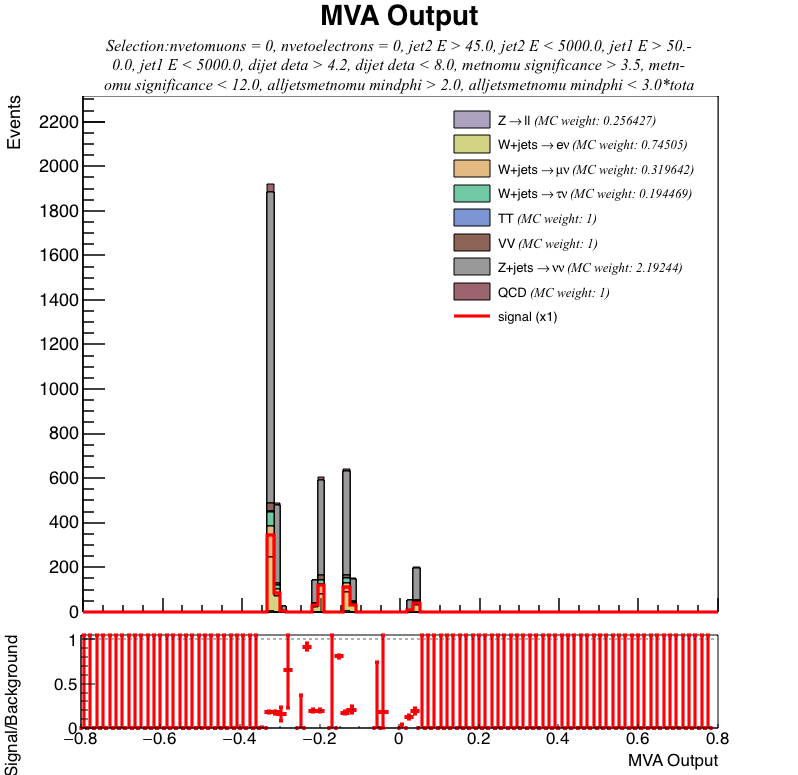 MVA Output
Selection:nvetomuons = 0, nvetoelectrons = 0, jet2 E > 45.0, jet2 E < 5000.0, jet1 E > 50.-
0.0, jet1 E < 5000.0, dijet deta > 4.2, dijet deta < 8.0, metnomu significance > 3.5, metn-
omu significance < 12.0, alljetsmetnomu mindphi > 2.0, alljetsmetnomu mindphi < 3.0*tota
Events
2200
2000
1800
1600
1400
1200
1000
800
600
400
200
0
Z→ll (MC weight: 0.256427)
W+jets→eν (MC weight: 0.74505)
W+jets→μν (MC weight: 0.319642)
W+jets→τν (MC weight: 0.194469)
TT (MC weight: 1)
VV (MC weight: 1)
Z+jets→νν (MC weight: 2.19244)
QCD (MC weight: 1)
signal (x1)
Signal/Background
1
0.5
0
−0.8 −0.6 −0.4 −0.2 0 0.2 0.4 0.6 0.8
MVA Output